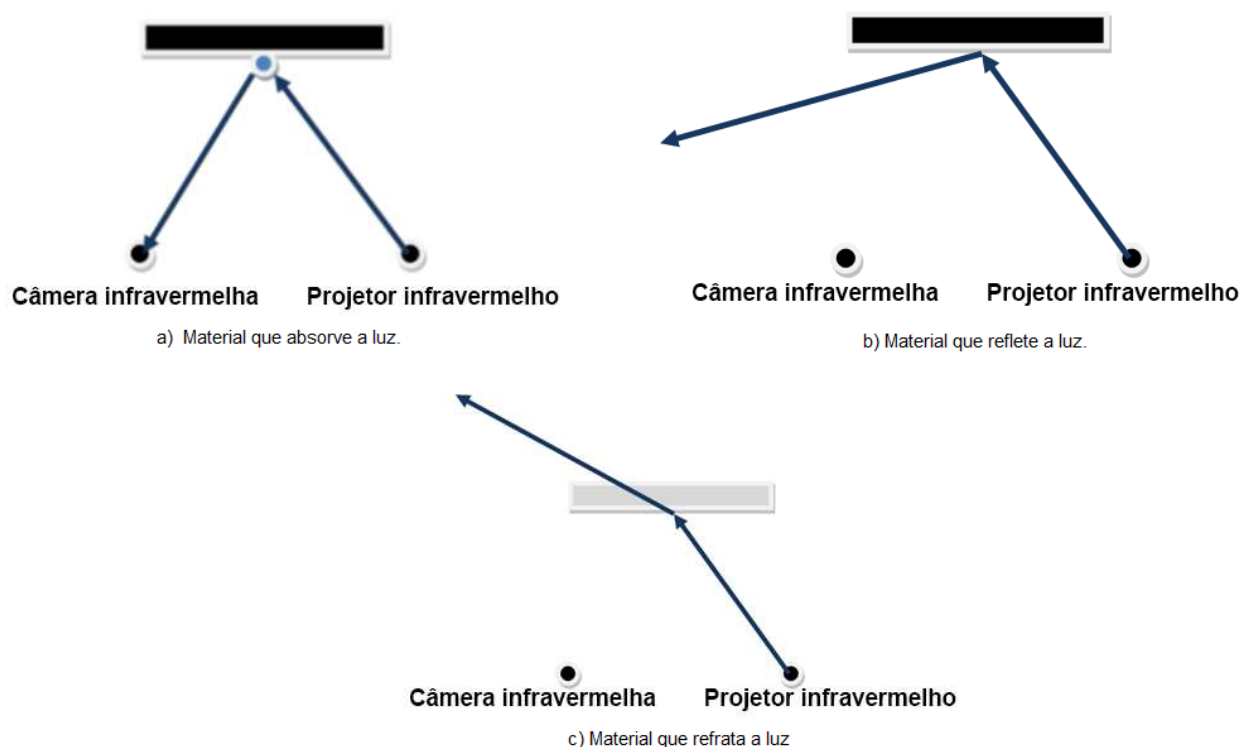 Câmera infravermelha Projetor infravermelho
a) Material que absorve a luz.
Câmera infravermelha Projetor infravermelho
b) Material que reflete a luz.
Câmera infravermelha Projetor infravermelho
c) Material que refrata a luz